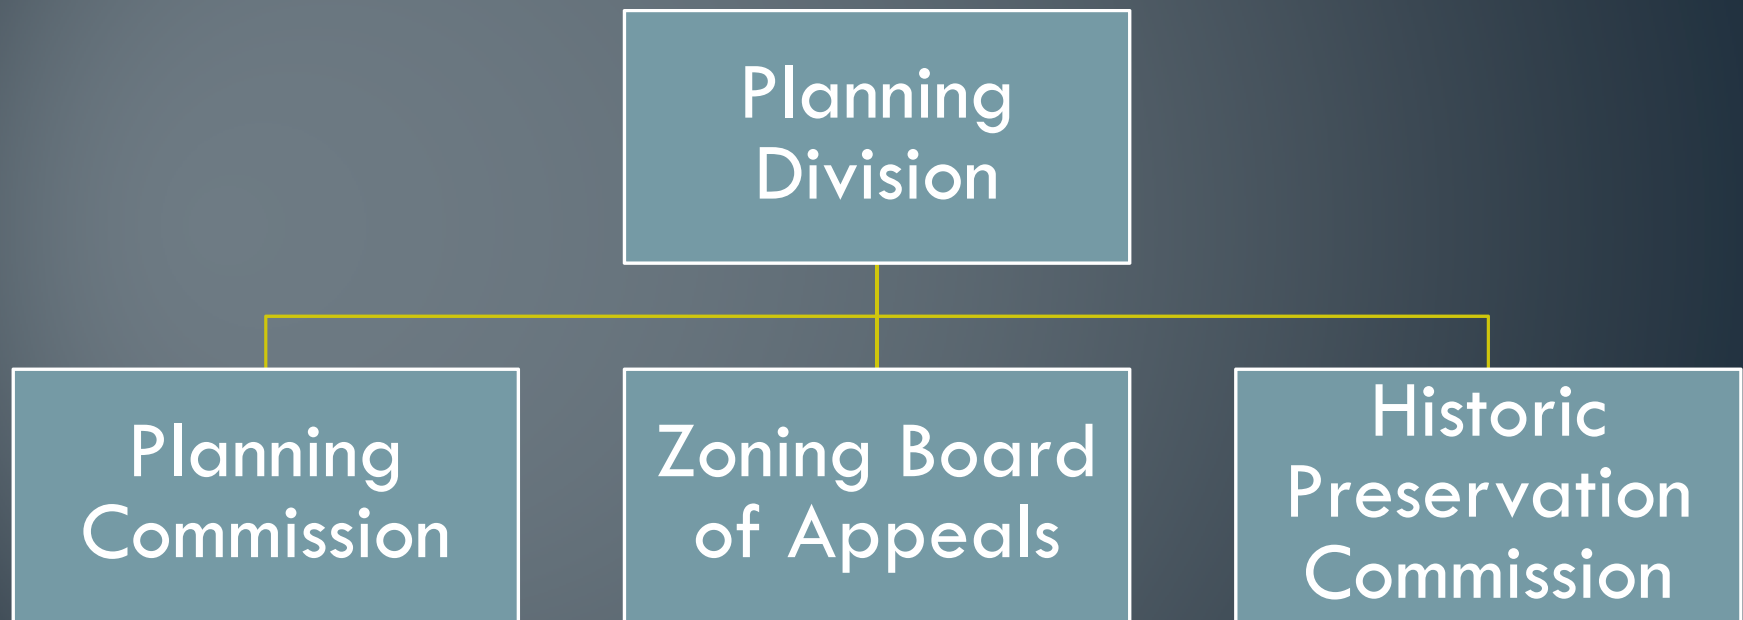 Planning
Division
Planning
Commission
Zoning Board
of Appeals
Historic
Preservation
Commission